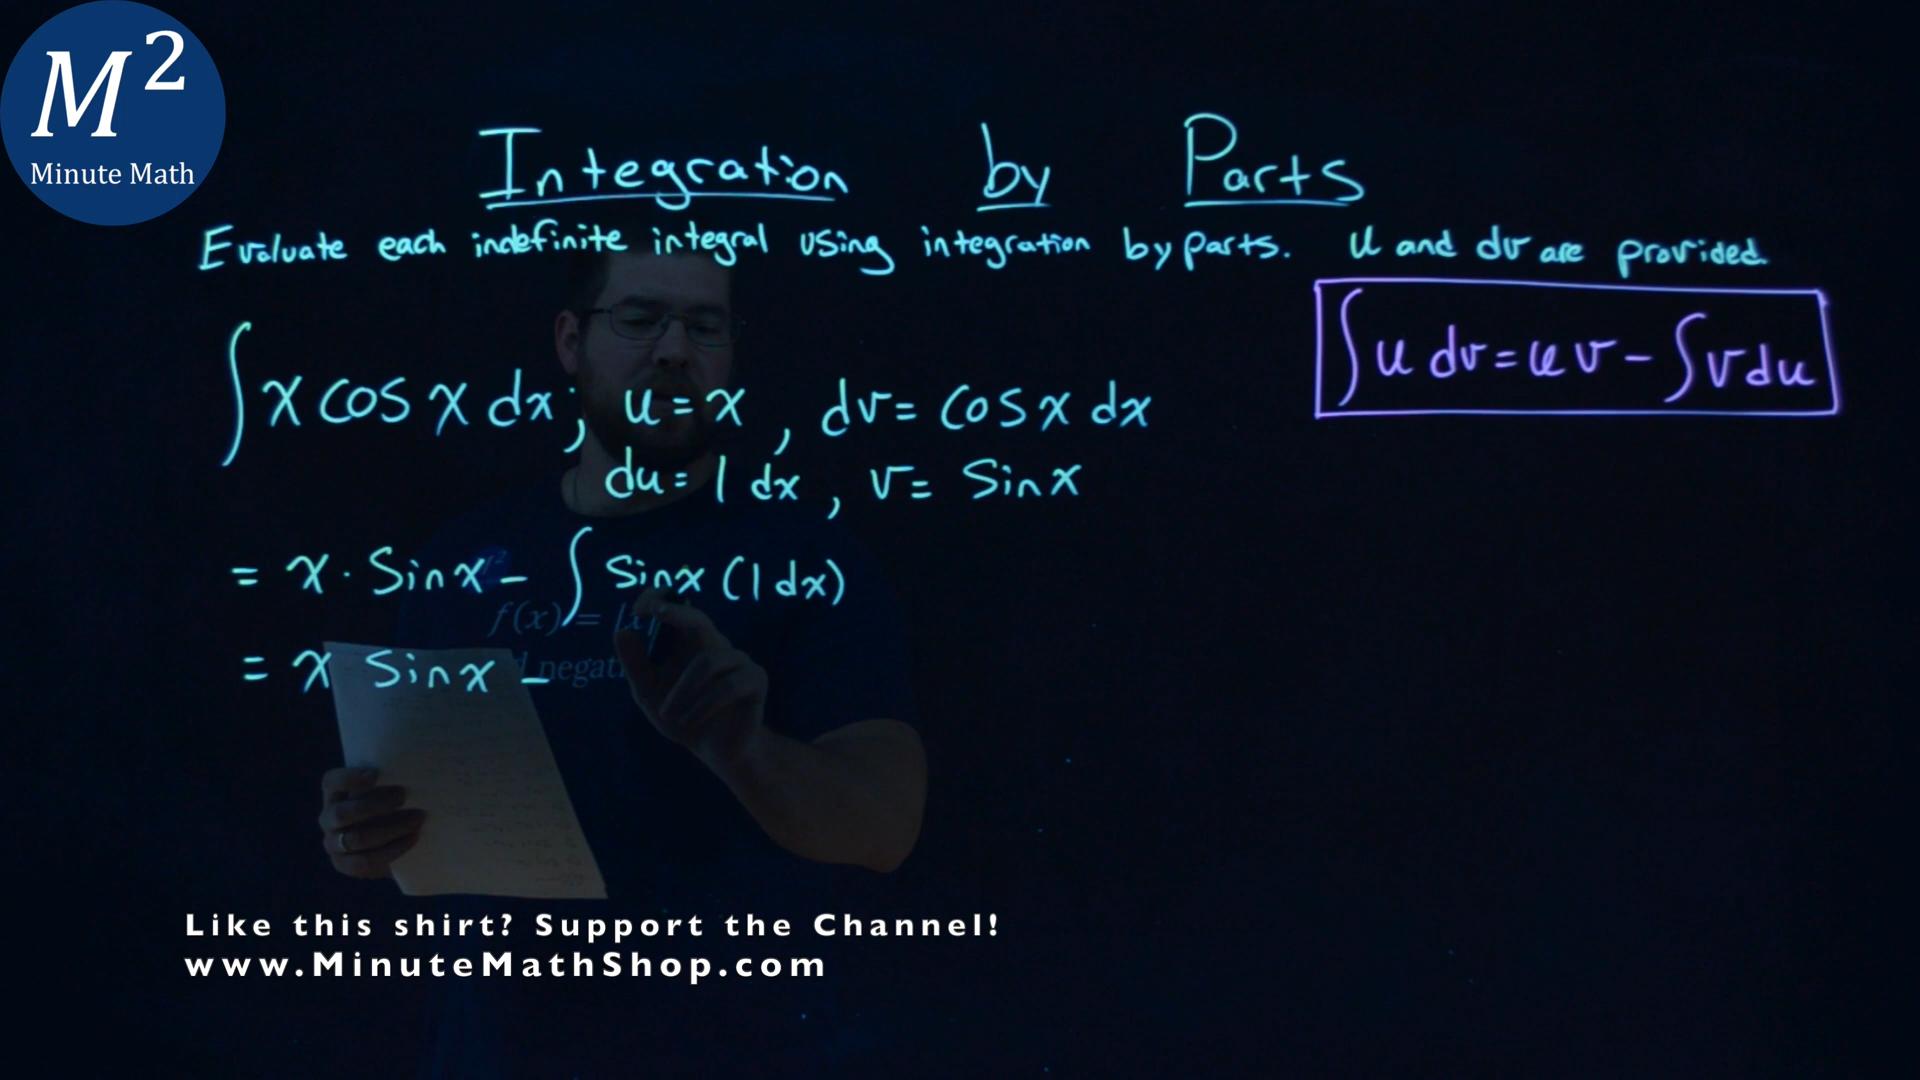 M²
Minute Math
Integration by Parts
Evaluate each indefinite integral using integration by parts. u and dv are provided.
∫ u dv = uv - ∫ v du
∫ x cos x dx; u = x, dv = cos x dx
du = 1 dx, v = Sin x
= x · Sin x - ∫ Sin x (1 dx)
f(x) = |x|
= x Sin x -
negati
Like this shirt? Support the Channel!
www.MinuteMathShop.com